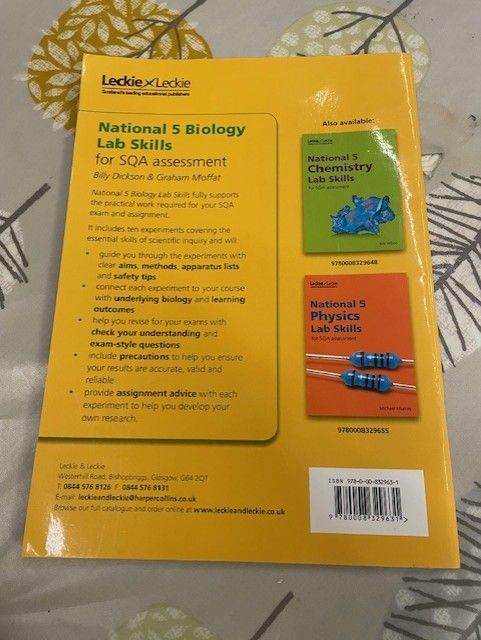 Leckie×Leckie
Scotland's leading educational publishers
National 5 Biology
Lab Skills
for SQA assessment
Billy Dickson & Graham Moffat
National 5 Biology Lab Skills fully supports
the practical work required for your SQA
exam and assignment.
It includes ten experiments covering the
essential skills of scientific inquiry and will:
• guide you through the experiments with
clear aims, methods, apparatus lists
and safety tips
• connect each experiment to your course
with underlying biology and learning
outcomes
• help you revise for your exams with
check your understanding and
exam-style questions
• include precautions to help you ensure
your results are accurate, valid and
reliable
• provide assignment advice with each
experiment to help you develop your
own research.
Also available:
Leckie×Leckie
National 5
Chemistry
Lab Skills
for SQA assessment
9780008329648
Leckie×Leckie
National 5
Physics
Lab Skills
for SQA assessment
Michael Murray
9780008329655
Leckie & Leckie
Westerhill Road, Bishopbriggs, Glasgow, G64 2QT
T: 0844 576 8126 F: 0844 576 8131
E-mail: leckieandleckie@harpercollins.co.uk
Browse our full catalogue and order online at www.leckieandleckie.co.uk
ISBN 978-0-00-832963-1
9 780008 329631 >